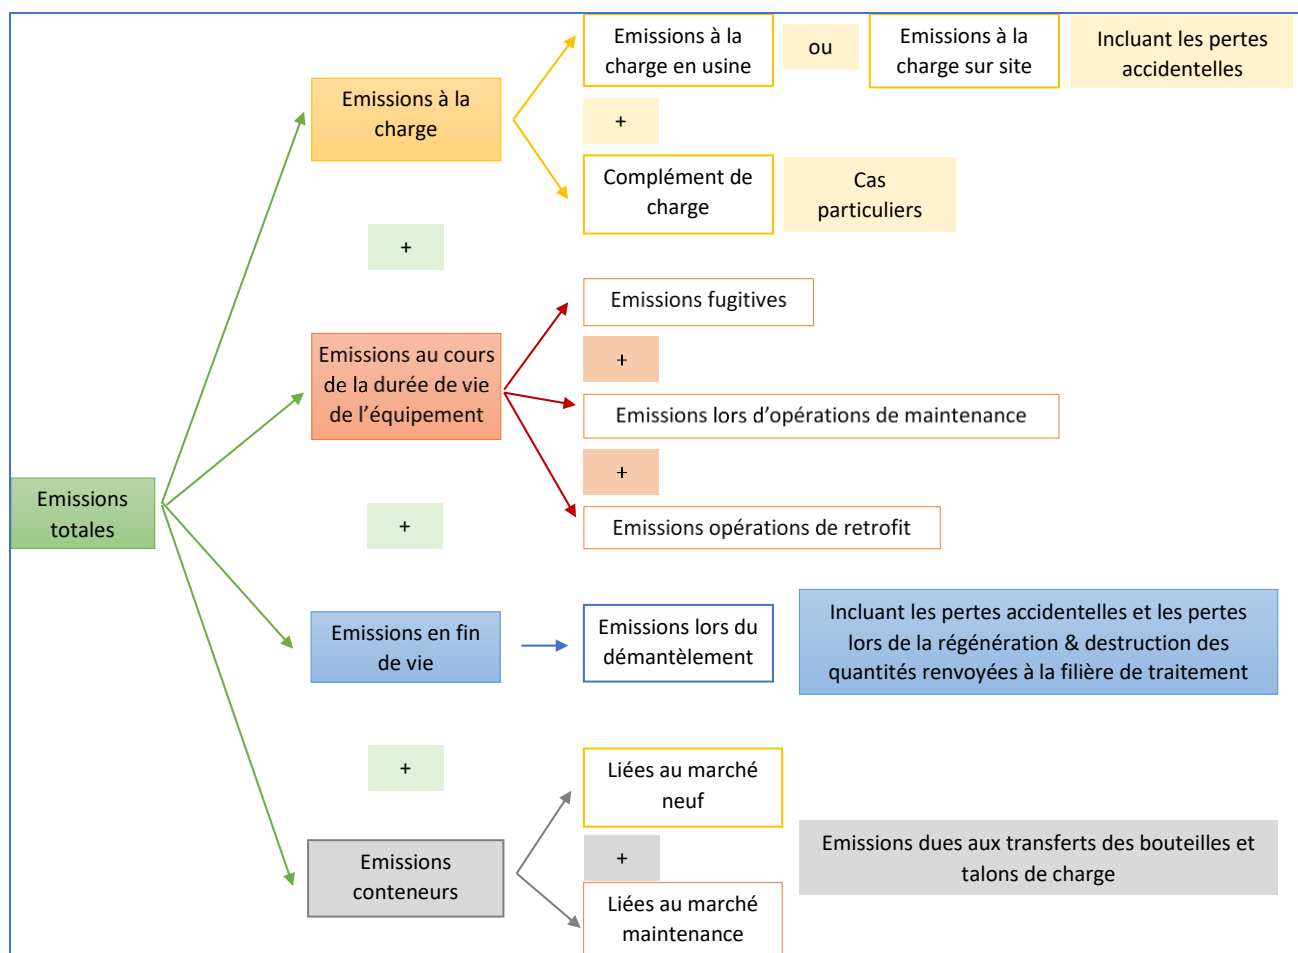 Emissions à la
charge en usine
ou
Emissions à la
charge sur site
Incluant les pertes
accidentelles
Emissions à la
charge
+
Complément de
charge
Cas
particuliers
+
Emissions fugitives
Emissions au cours
de la durée de vie
de l'équipement
+
Emissions lors d'opérations de maintenance
+
Emissions opérations de retrofit
Emissions
totales
+
Emissions en fin
de vie
Emissions lors du
démantèlement
Incluant les pertes accidentelles et les pertes
lors de la régénération & destruction des
quantités renvoyées à la filière de traitement
+
Liées au marché
neuf
Emissions
conteneurs
+
Liées au marché
maintenance
Emissions dues aux transferts des bouteilles et
talons de charge